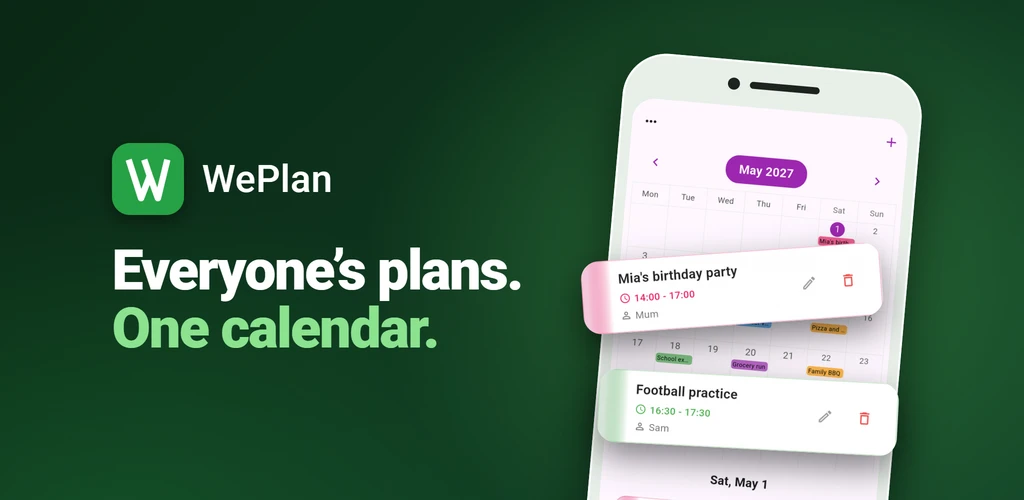 W WePlan
Everyone's plans.
One calendar.
May 2027
Mon Tue Wed Thu Fri Sat Sun
1 2
Mia's birth...
3
Mia's birthday party
14:00 - 17:00
Mum
16
Pizza and ...
17 18 19 20 21 22 23
School ex... Grocery run Family BBQ
Football practice
16:30 - 17:30
Sam
Sat, May 1